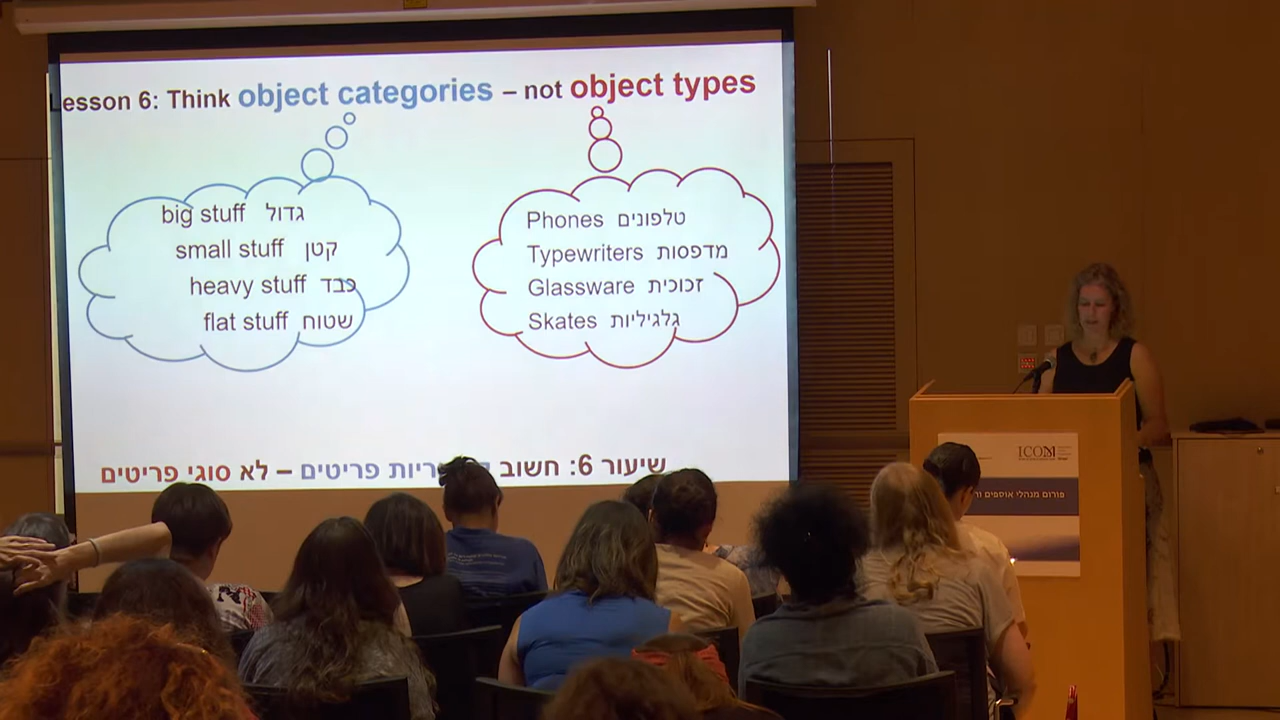 Lesson 6: Think object categories – not object types
big stuff גדול
small stuff קטן
heavy stuff כבד
flat stuff שטוח
Phones טלפונים
Typewriters מדפסות
Glassware זכוכית
Skates גלגיליות
שיעור 6: חשוב ריות פריטים – לא סוגי פריטים
ICOM
פורום מנהלי אוספים